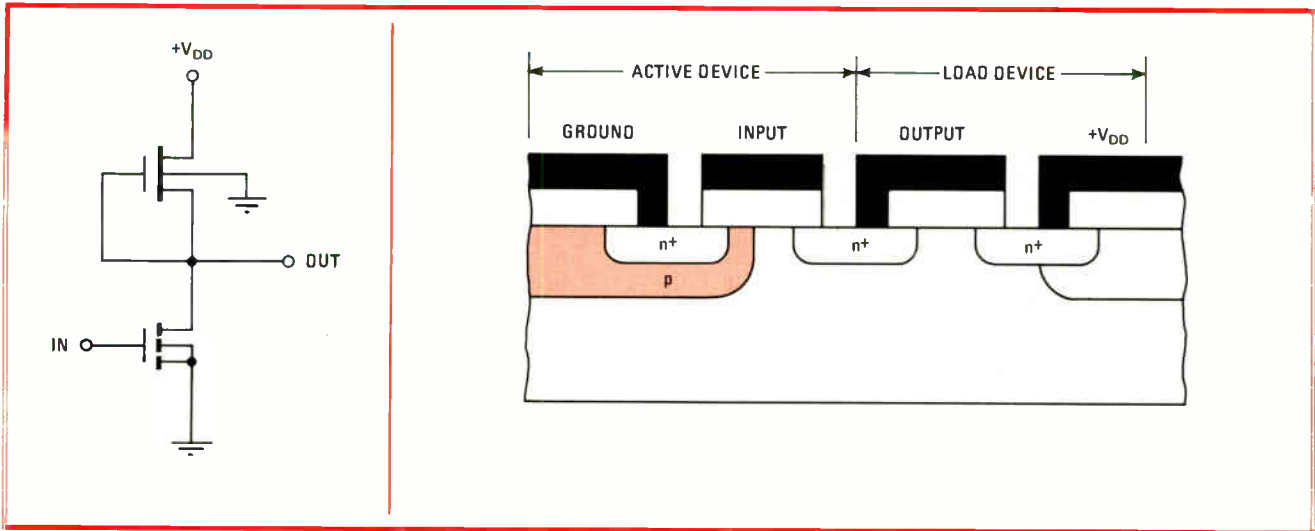 +VDD
OUT
IN
ACTIVE DEVICE
LOAD DEVICE
GROUND
INPUT
OUTPUT
+VDD
n+
n+
n+
p